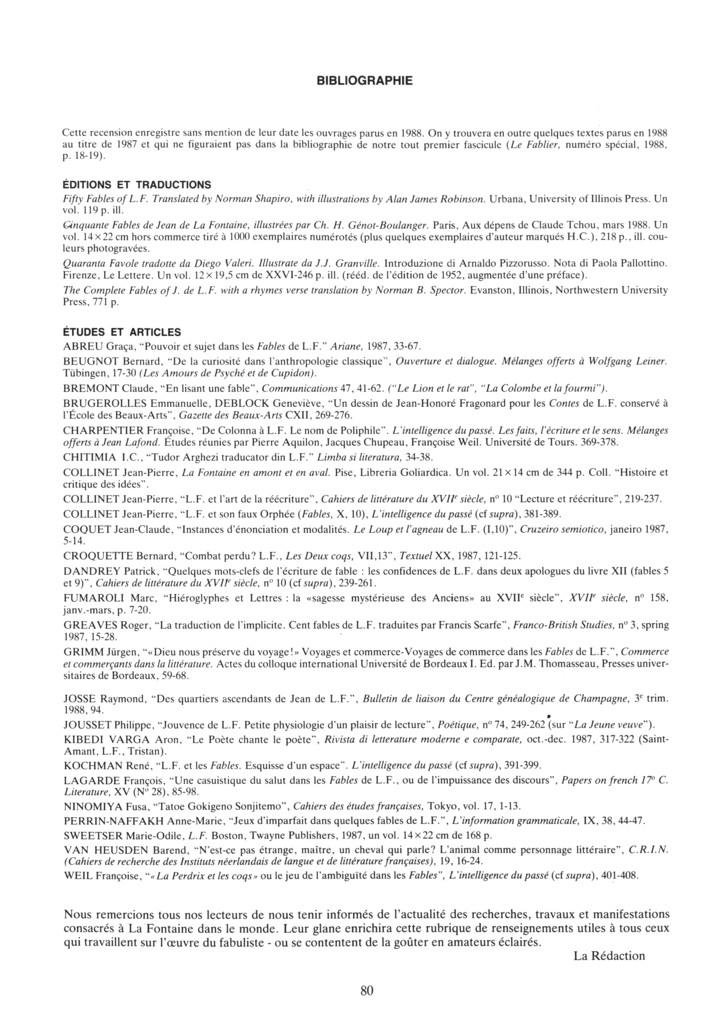 BIBLIOGRAPHIE
Cette recension enregistre sans mention de leur date les ouvrages parus en 1988. On y trouvera en outre quelques textes parus en 1988
au titre de 1987 et qui ne figuraient pas dans la bibliographie de notre tout premier fascicule (Le Fablier, numéro spécial, 1988,
p. 18-19).
ÉDITIONS ET TRADUCTIONS
Fifty Fables of L.F. Translated by Norman Shapiro, with illustrations by Alan James Robinson. Urbana, University of Illinois Press. Un
vol. 119 p. ill.
Cinquante Fables de Jean de La Fontaine, illustrées par Ch. H. Génot-Boulanger. Paris, Aux dépens de Claude Tchou, mars 1988. Un
vol. 14×22 cm hors commerce tiré à 1000 exemplaires numérotés (plus quelques exemplaires d'auteur marqués H.C.), 218 p., ill. cou-
leurs photogravées.
Quaranta Favole tradotte da Diego Valeri. Illustrate da J.J. Granville. Introduzione di Arnaldo Pizzorusso. Nota di Paola Pallottino.
Firenze, Le Lettere. Un vol. 12×19,5 cm de XXVI-246 p. ill. (rééd. de l'édition de 1952, augmentée d'une préface).
The Complete Fables of J. de L.F. with a rhymes verse translation by Norman B. Spector. Evanston, Illinois, Northwestern University
Press, 771 p.
ÉTUDES ET ARTICLES
ABREU Graça, "Pouvoir et sujet dans les Fables de L.F." Ariane, 1987, 33-67.
BEUGNOT Bernard, "De la curiosité dans l'anthropologie classique", Ouverture et dialogue. Mélanges offerts à Wolfgang Leiner.
Tübingen, 17-30 (Les Amours de Psyché et de Cupidon).
BREMONT Claude, "En lisant une fable", Communications 47, 41-62. ("Le Lion et le rat", "La Colombe et la fourmi").
BRUGEROLLES Emmanuelle, DEBLOCK Geneviève, "Un dessin de Jean-Honoré Fragonard pour les Contes de L.F. conservé à
l'École des Beaux-Arts", Gazette des Beaux-Arts CXII, 269-276.
CHARPENTIER Françoise, "De Colonna à L.F. Le nom de Poliphile". L'intelligence du passé. Les faits, l'écriture et le sens. Mélanges
offerts à Jean Lafond. Études réunies par Pierre Aquilon, Jacques Chupeau, Françoise Weil. Université de Tours. 369-378.
CHITIMIA I.C., "Tudor Arghezi traducator din L.F." Limba si literatura, 34-38.
COLLINET Jean-Pierre, La Fontaine en amont et en aval. Pise, Libreria Goliardica. Un vol. 21×14 cm de 344 p. Coll. "Histoire et
critique des idées".
COLLINET Jean-Pierre, "L.F. et l'art de la réécriture", Cahiers de littérature du XVIIe siècle, n° 10 "Lecture et réécriture", 219-237.
COLLINET Jean-Pierre, "L.F. et son faux Orphée (Fables, X, 10), L'intelligence du passé (cf supra), 381-389.
COQUET Jean-Claude, "Instances d'énonciation et modalités. Le Loup et l'agneau de L.F. (I,10)", Cruzeiro semiotico, janeiro 1987,
5-14.
CROQUETTE Bernard, "Combat perdu? L.F., Les Deux coqs, VII,13", Textuel XX, 1987, 121-125.
DANDREY Patrick, "Quelques mots-clefs de l'écriture de fable : les confidences de L.F. dans deux apologues du livre XII (fables 5
et 9)", Cahiers de littérature du XVIIe siècle, n° 10 (cf supra), 239-261.
FUMAROLI Marc, "Hiéroglyphes et Lettres : la «sagesse mystérieuse des Anciens» au XVIIe siècle", XVIIe siècle, n° 158,
janv.-mars, p. 7-20.
GREAVES Roger, "La traduction de l'implicite. Cent fables de L.F. traduites par Francis Scarfe", Franco-British Studies, n° 3, spring
1987, 15-28.
GRIMM Jürgen, "«Dieu nous préserve du voyage!» Voyages et commerce-Voyages de commerce dans les Fables de L.F.", Commerce
et commerçants dans la littérature. Actes du colloque international Université de Bordeaux I. Ed. par J.M. Thomasseau, Presses univer-
sitaires de Bordeaux, 59-68.
JOSSE Raymond, "Des quartiers ascendants de Jean de L.F.", Bulletin de liaison du Centre généalogique de Champagne, 3e trim.
1988, 94.
JOUSSET Philippe, "Jouvence de L.F. Petite physiologie d'un plaisir de lecture", Poétique, n° 74, 249-262 (sur "La Jeune veuve").
KIBEDI VARGA Aron, "Le Poète chante le poète", Rivista di letterature moderne e comparate, oct.-dec. 1987, 317-322 (Saint-
Amant, L.F., Tristan).
KOCHMAN René, "L.F. et les Fables. Esquisse d'un espace". L'intelligence du passé (cf supra), 391-399.
LAGARDE François, "Une casuistique du salut dans les Fables de L.F., ou de l'impuissance des discours", Papers on french 17° C.
Literature, XV (N° 28), 85-98.
NINOMIYA Fusa, "Tatoe Gokigeno Sonjitemo", Cahiers des études françaises, Tokyo, vol. 17, 1-13.
PERRIN-NAFFAKH Anne-Marie, "Jeux d'imparfait dans quelques fables de L.F.", L'information grammaticale, IX, 38, 44-47.
SWEETSER Marie-Odile, L.F. Boston, Twayne Publishers, 1987, un vol. 14×22 cm de 168 p.
VAN HEUSDEN Barend, "N'est-ce pas étrange, maître, un cheval qui parle? L'animal comme personnage littéraire", C.R.I.N.
(Cahiers de recherche des Instituts néerlandais de langue et de littérature françaises), 19, 16-24.
WEIL Françoise, "«La Perdrix et les coqs» ou le jeu de l'ambiguïté dans les Fables", L'intelligence du passé (cf supra), 401-408.
Nous remercions tous nos lecteurs de nous tenir informés de l'actualité des recherches, travaux et manifestations
consacrés à La Fontaine dans le monde. Leur glane enrichira cette rubrique de renseignements utiles à tous ceux
qui travaillent sur l'œuvre du fabuliste - ou se contentent de la goûter en amateurs éclairés.
La Rédaction
80